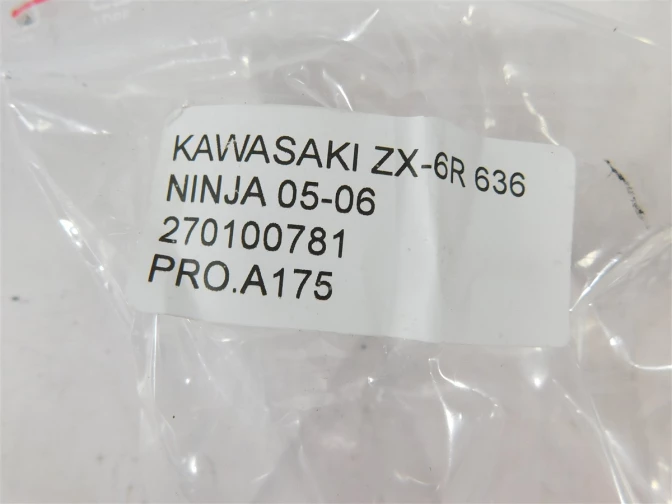 KAWASAKI ZX-6R 636
NINJA 05-06
270100781
PRO.A175